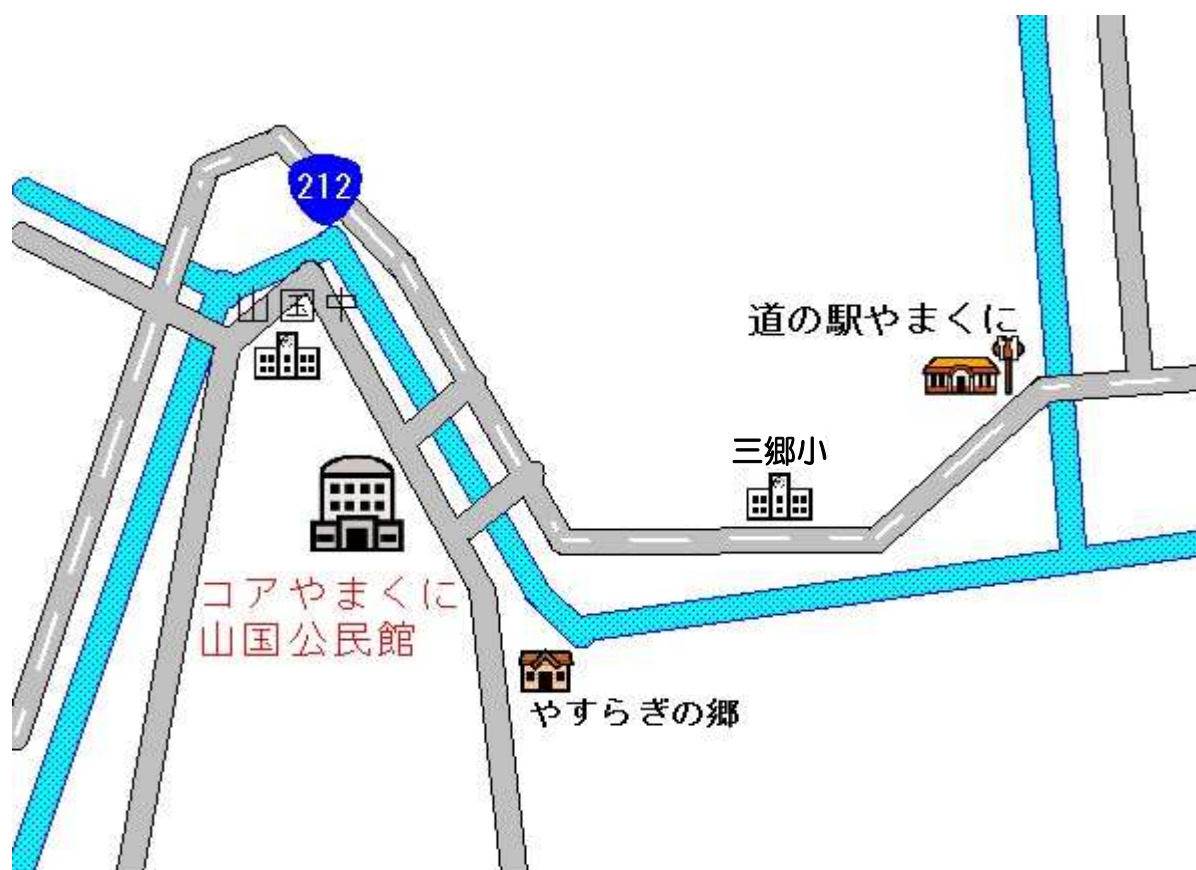 212
山国中
道の駅やまくに
三郷小
コアやまくに
山国公民館
やすらぎの郷